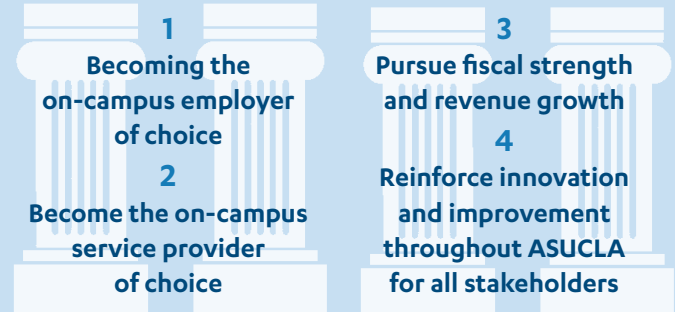 1
Becoming the
on-campus employer
of choice
2
Become the on-campus
service provider
of choice
3
Pursue fiscal strength
and revenue growth
4
Reinforce innovation
and improvement
throughout ASUCLA
for all stakeholders